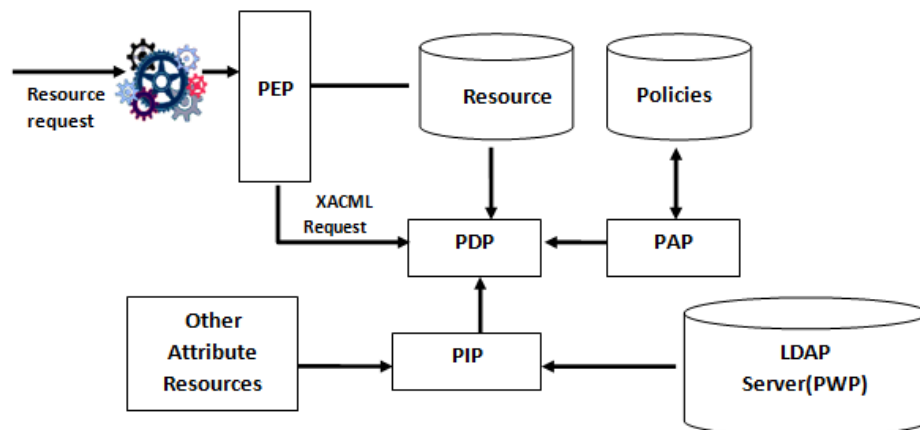 Resource
request
PEP
Resource
Policies
XACML
Request
PDP
PAP
Other
Attribute
Resources
PIP
LDAP
Server(PWP)